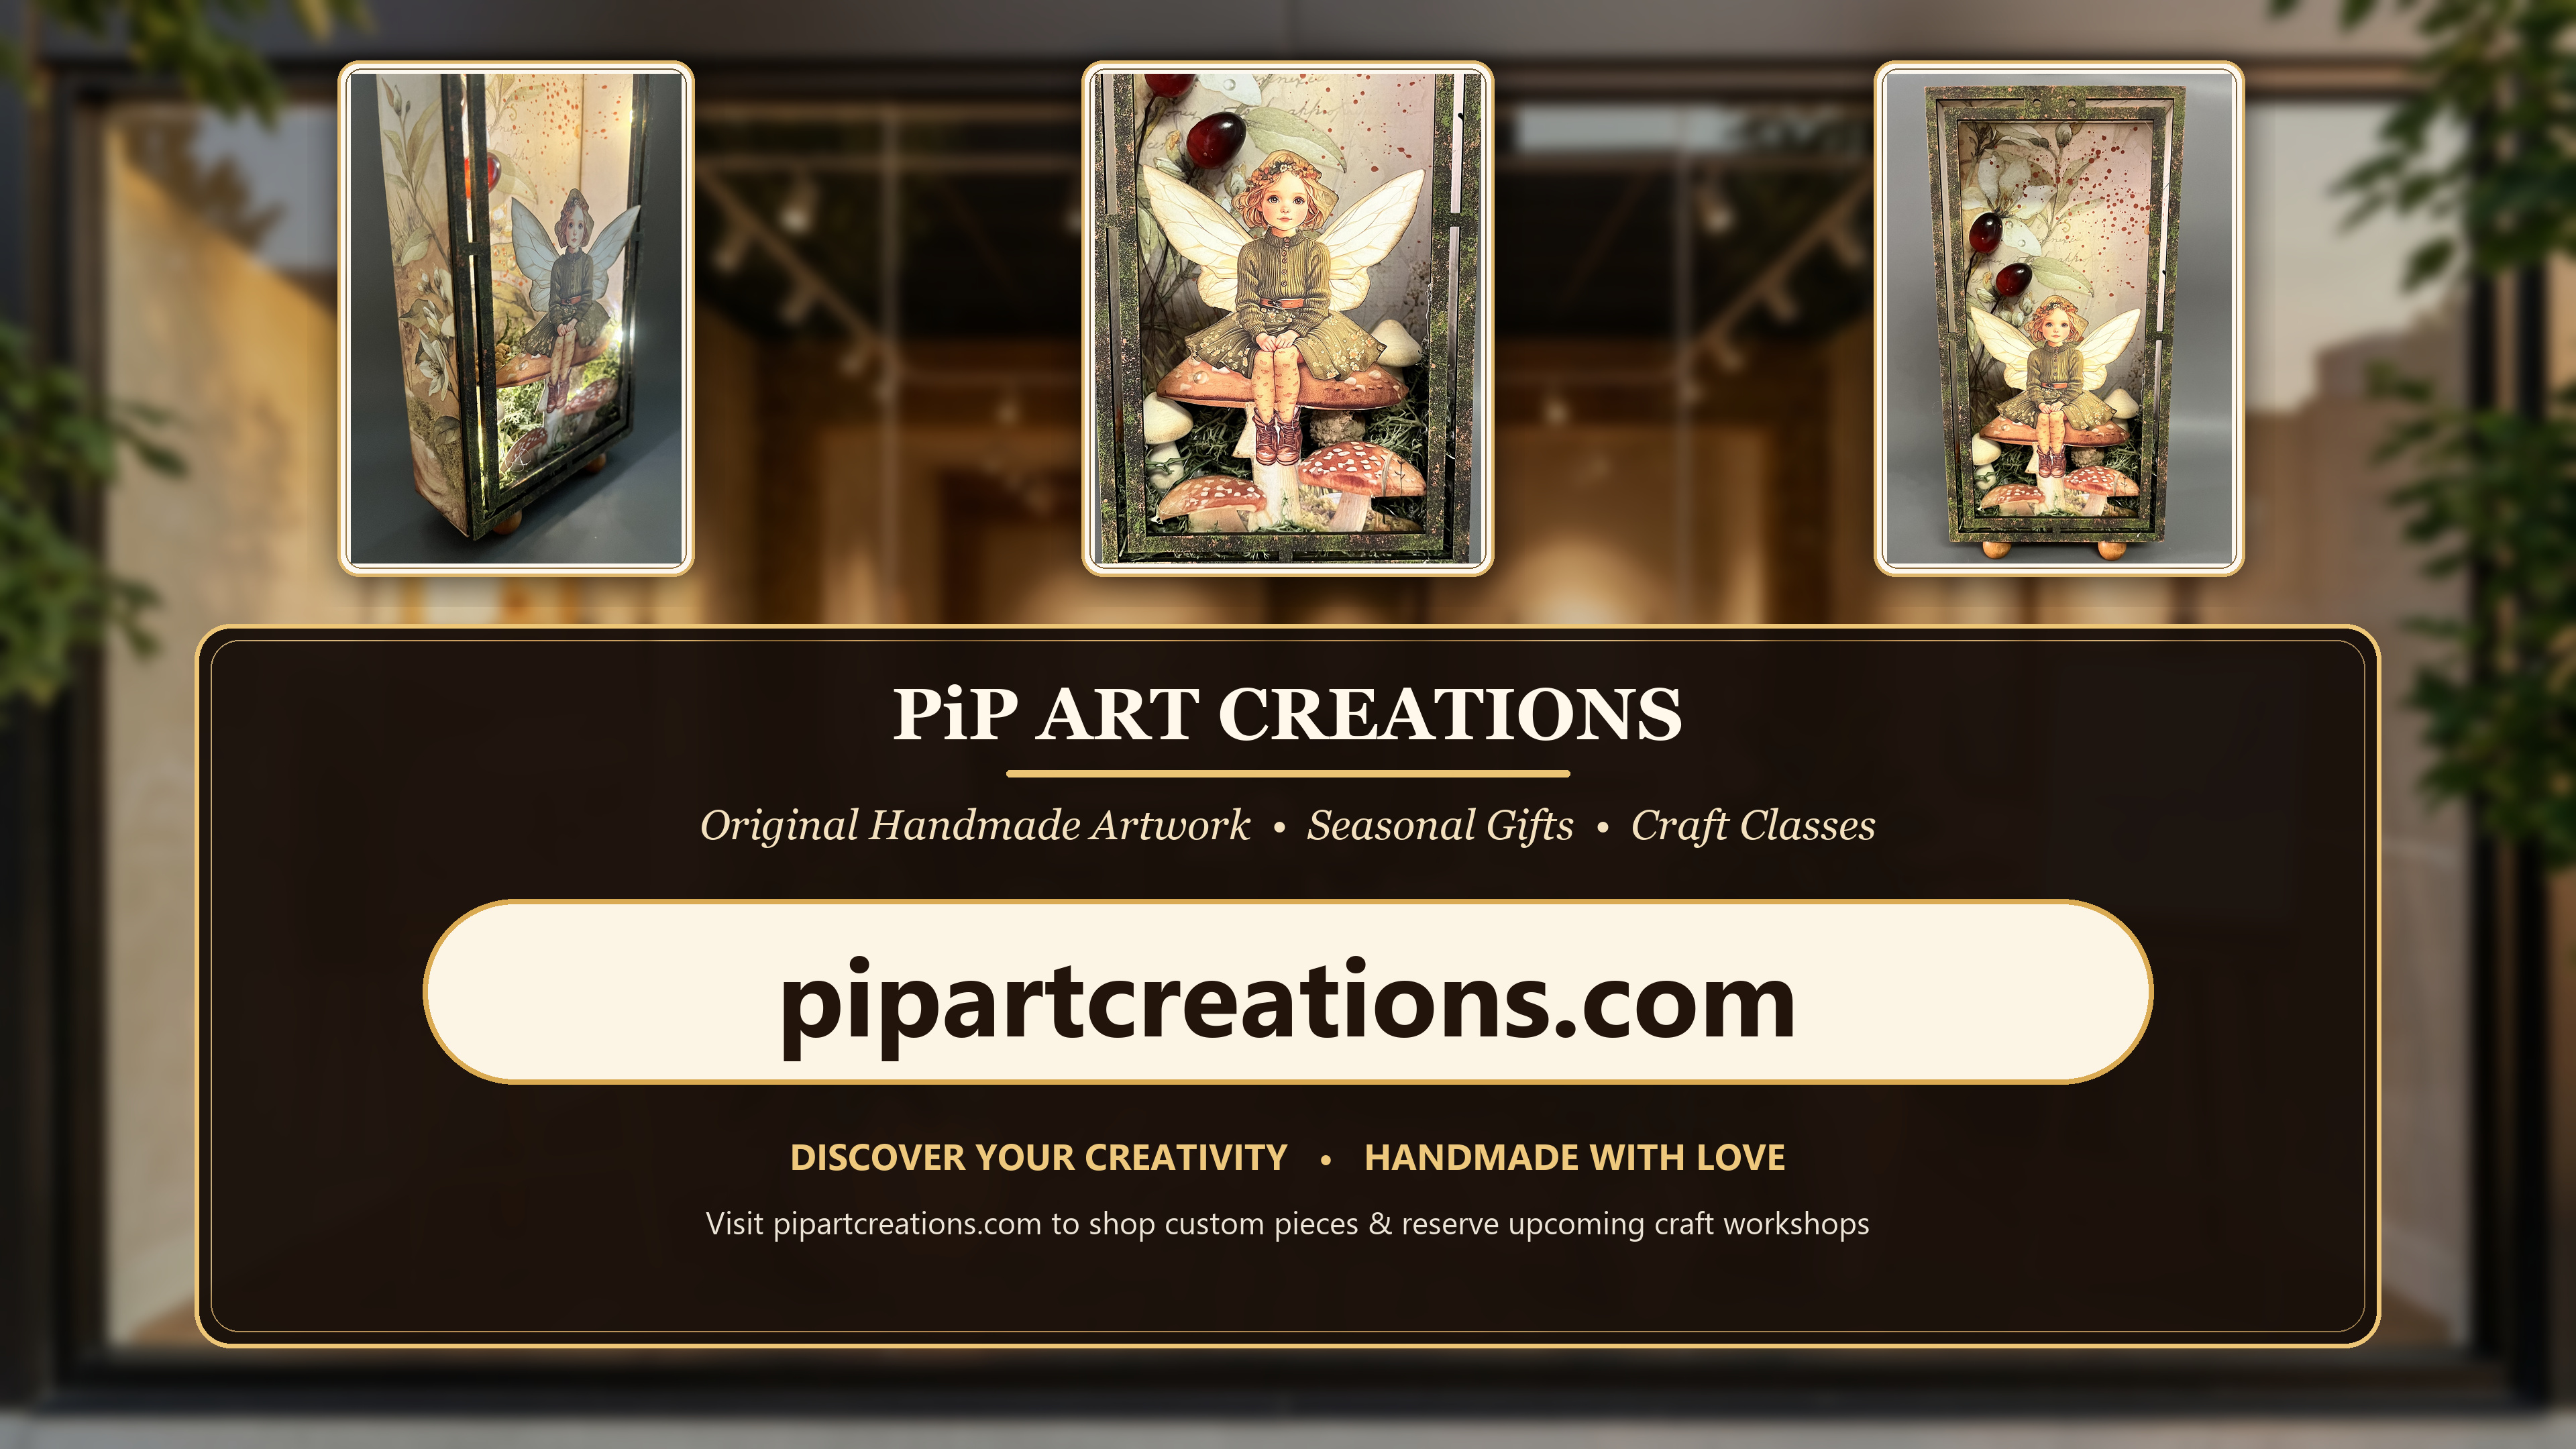 PiP ART CREATIONS
Original Handmade Artwork • Seasonal Gifts • Craft Classes
pipartcreations.com
DISCOVER YOUR CREATIVITY • HANDMADE WITH LOVE
Visit pipartcreations.com to shop custom pieces & reserve upcoming craft workshops